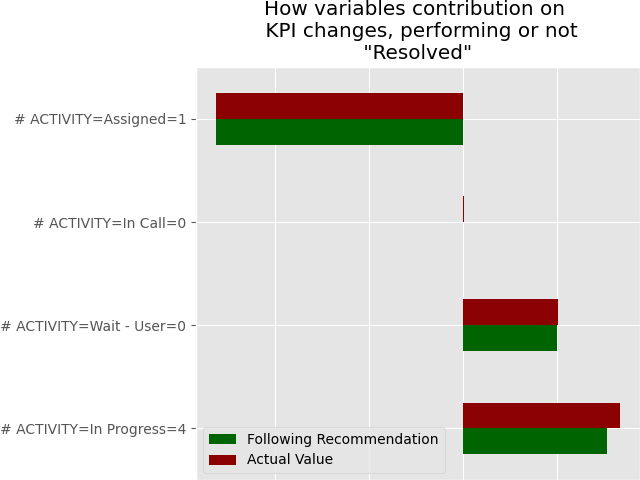 How variables contribution on
KPI changes, performing or not
"Resolved"
# ACTIVITY=Assigned=1
# ACTIVITY=In Call=0
# ACTIVITY=Wait - User=0
# ACTIVITY=In Progress=4
Following Recommendation
Actual Value